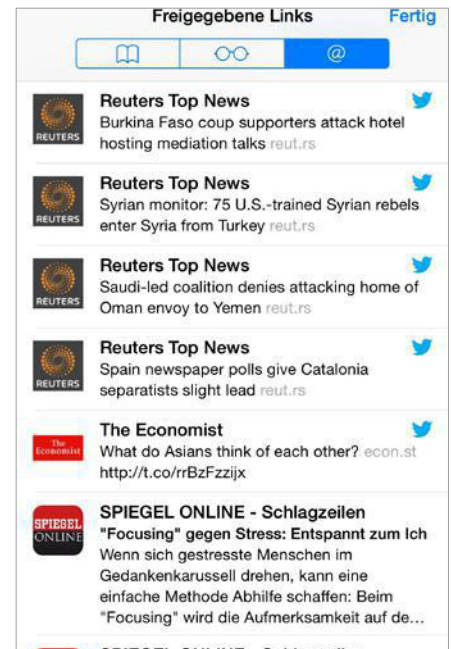 Freigegebene Links
Fertig
@
REUTERS
Reuters Top News
Burkina Faso coup supporters attack hotel
hosting mediation talks reut.rs
REUTERS
Reuters Top News
Syrian monitor: 75 U.S.-trained Syrian rebels
enter Syria from Turkey reut.rs
REUTERS
Reuters Top News
Saudi-led coalition denies attacking home of
Oman envoy to Yemen reut.rs
REUTERS
Reuters Top News
Spain newspaper polls give Catalonia
separatists slight lead reut.rs
The
Economist
The Economist
What do Asians think of each other? econ.st
http://t.co/rrBzFzzijx
SPIEGEL
ONLINE
SPIEGEL ONLINE - Schlagzeilen
"Focusing" gegen Stress: Entspannt zum Ich
Wenn sich gestresste Menschen im
Gedankenkarussell drehen, kann eine
einfache Methode Abhilfe schaffen: Beim
"Focusing" wird die Aufmerksamkeit auf de...